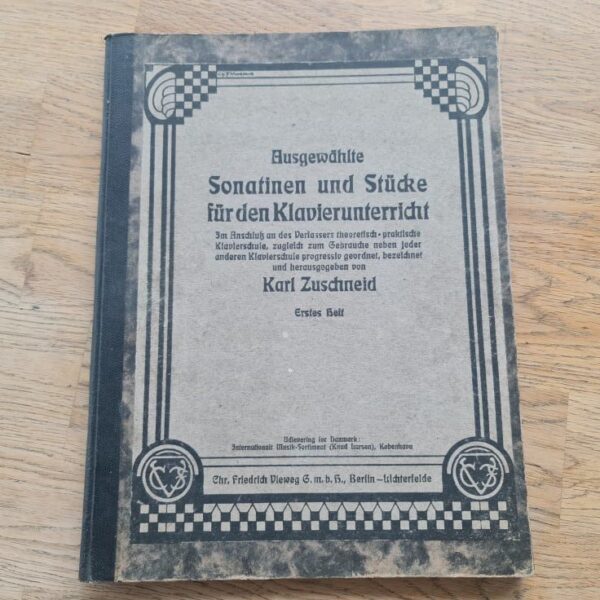 Ausgewählte
Sonatinen und Stücke
für den Klavierunterricht
Im Anschluß an des Verfassers theoretisch-praktische
Klavierschule, zugleich zum Gebrauche neben jeder
anderen Klavierschule progressiv geordnet, bezeichnet
und herausgegeben von
Karl Zuschneid
Erstes Heft
Udlevering for Danmark:
Internationalt Musik-Sortiment (Knud Larsen), København
Chr. Friedrich Vieweg G. m. b. H., Berlin-Lichterfelde